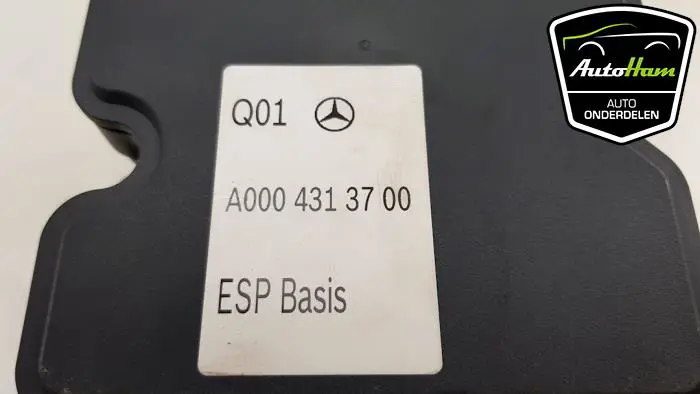 Q01
A000 431 37 00
ESP Basis
AutoHam
AUTO
ONDERDELEN